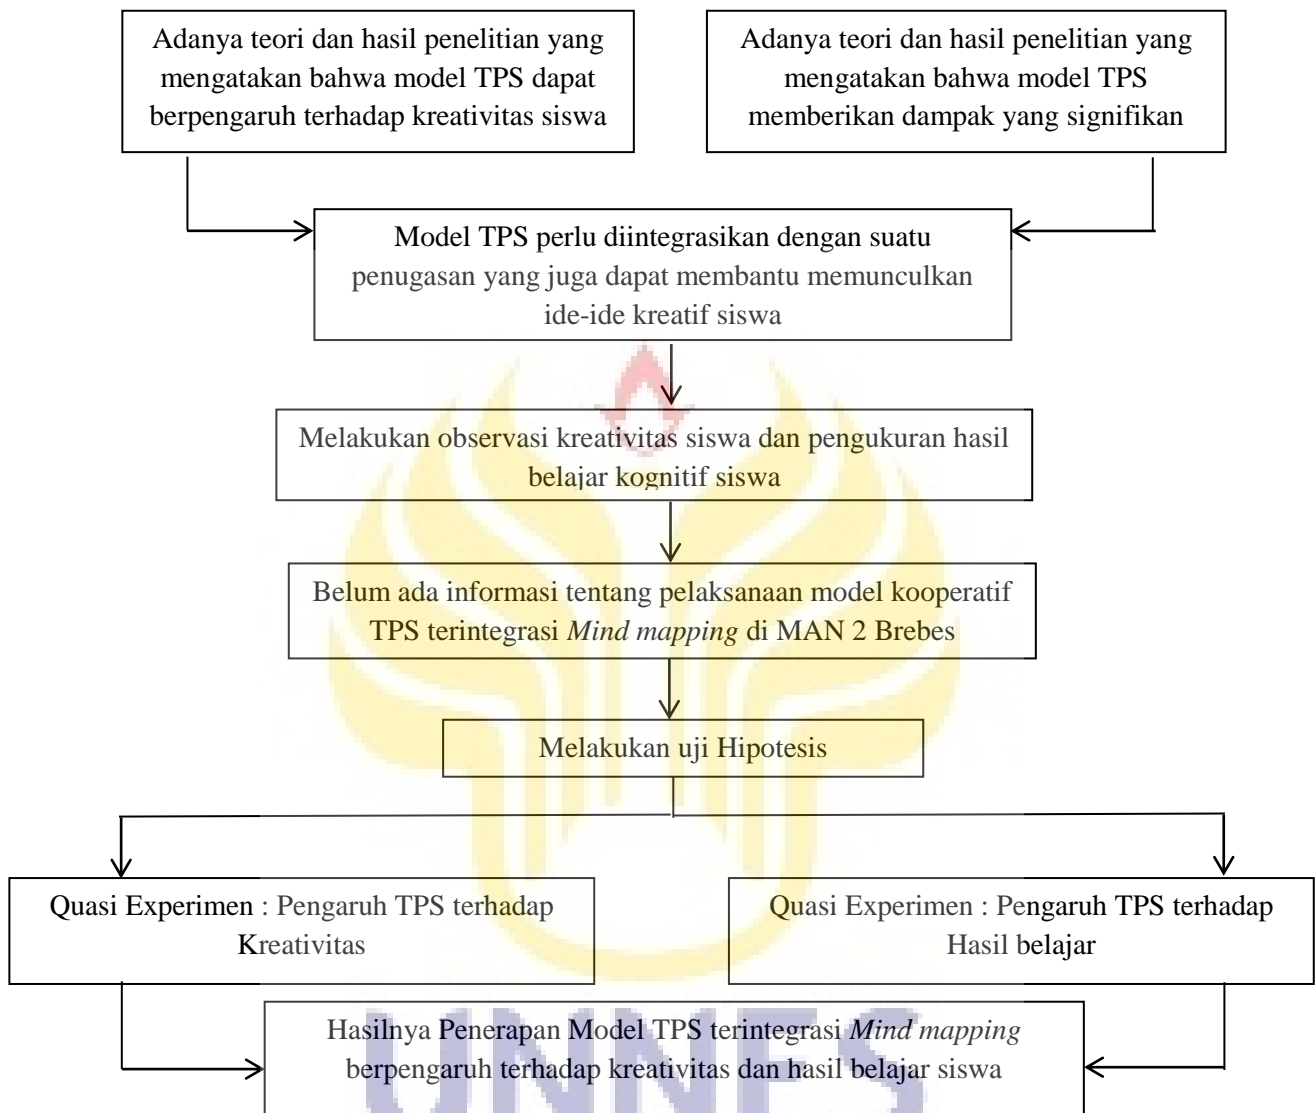 Adanya teori dan hasil penelitian yang
mengatakan bahwa model TPS dapat
berpengaruh terhadap kreativitas siswa
Adanya teori dan hasil penelitian yang
mengatakan bahwa model TPS
memberikan dampak yang signifikan
Model TPS perlu diintegrasikan dengan suatu
penugasan yang juga dapat membantu memunculkan
ide-ide kreatif siswa
Melakukan observasi kreativitas siswa dan pengukuran hasil
belajar kognitif siswa
Belum ada informasi tentang pelaksanaan model kooperatif
TPS terintegrasi Mind mapping di MAN 2 Brebes
Melakukan uji Hipotesis
Quasi Experimen : Pengaruh TPS terhadap
Kreativitas
Quasi Experimen : Pengaruh TPS terhadap
Hasil belajar
Hasilnya Penerapan Model TPS terintegrasi Mind mapping
berpengaruh terhadap kreativitas dan hasil belajar siswa
UNNES